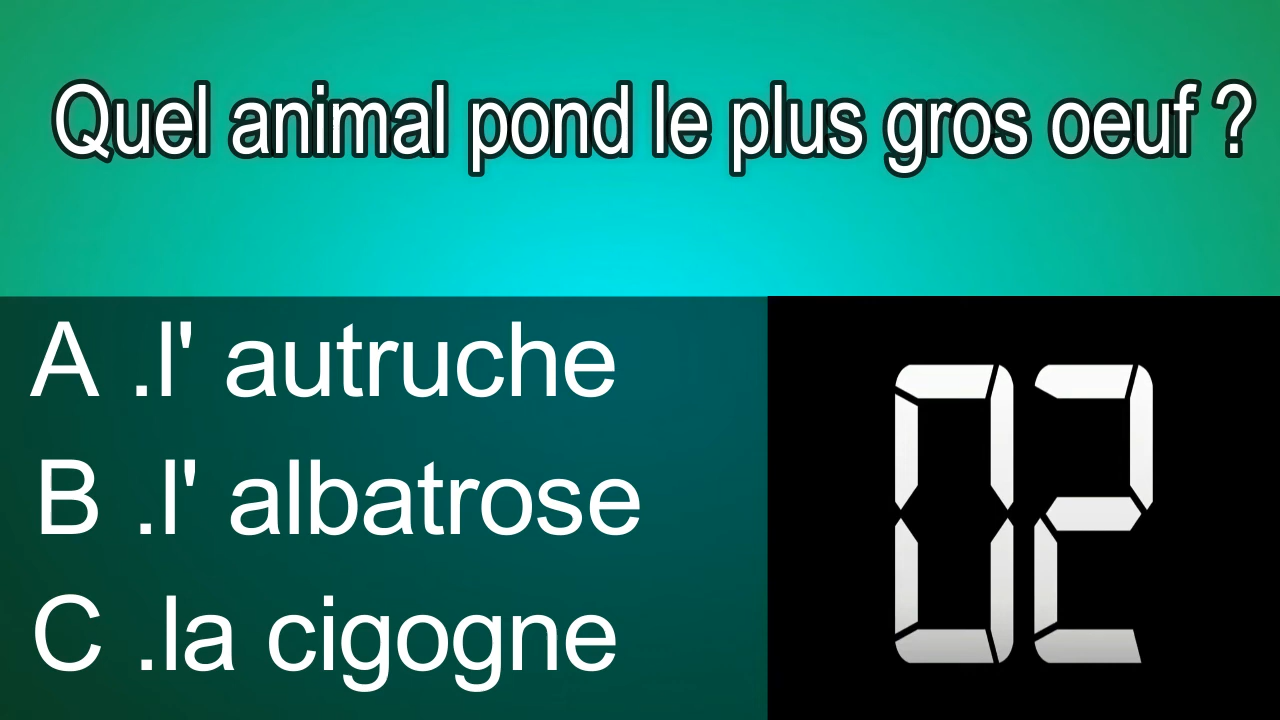 Quel animal pond le plus gros oeuf ?
A .l' autruche
B .l' albatrose
C .la cigogne
02